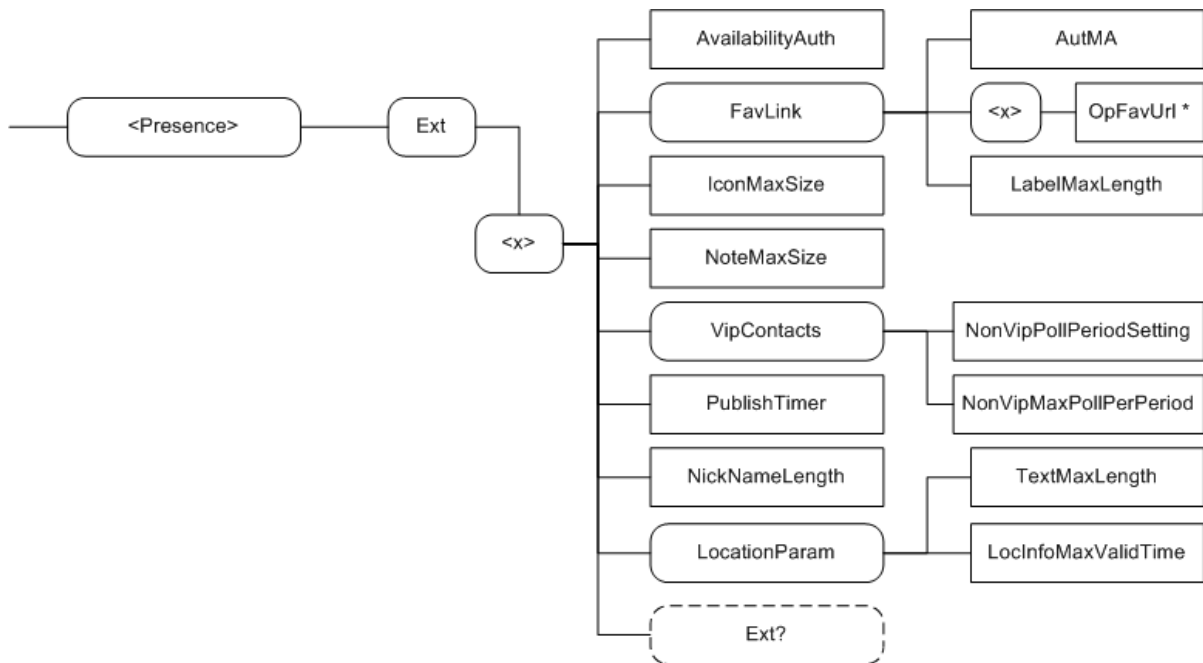 <Presence>
Ext
<x>
AvailabilityAuth
FavLink
IconMaxSize
NoteMaxSize
VipContacts
PublishTimer
NickNameLength
LocationParam
Ext?
AutMA
<x>
OpFavUrl *
LabelMaxLength
NonVipPollPeriodSetting
NonVipMaxPollPerPeriod
TextMaxLength
LocInfoMaxValidTime